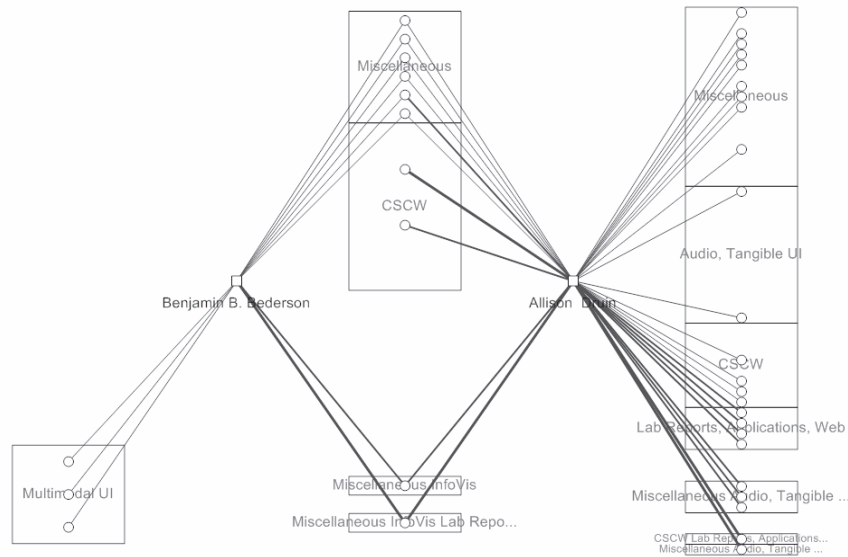 Miscellaneous
Miscellaneous
CSCW
Audio, Tangible UI
Benjamin B. Bederson
Allison Druin
CSCW
Lab Reports, Applications, Web
Multimodal UI
Miscellaneous InfoVis
Miscellaneous Audio, Tangible ...
Miscellaneous InfoVis Lab Repo...
CSCW Lab Reports, Applications...
Miscellaneous Audio, Tangible ...